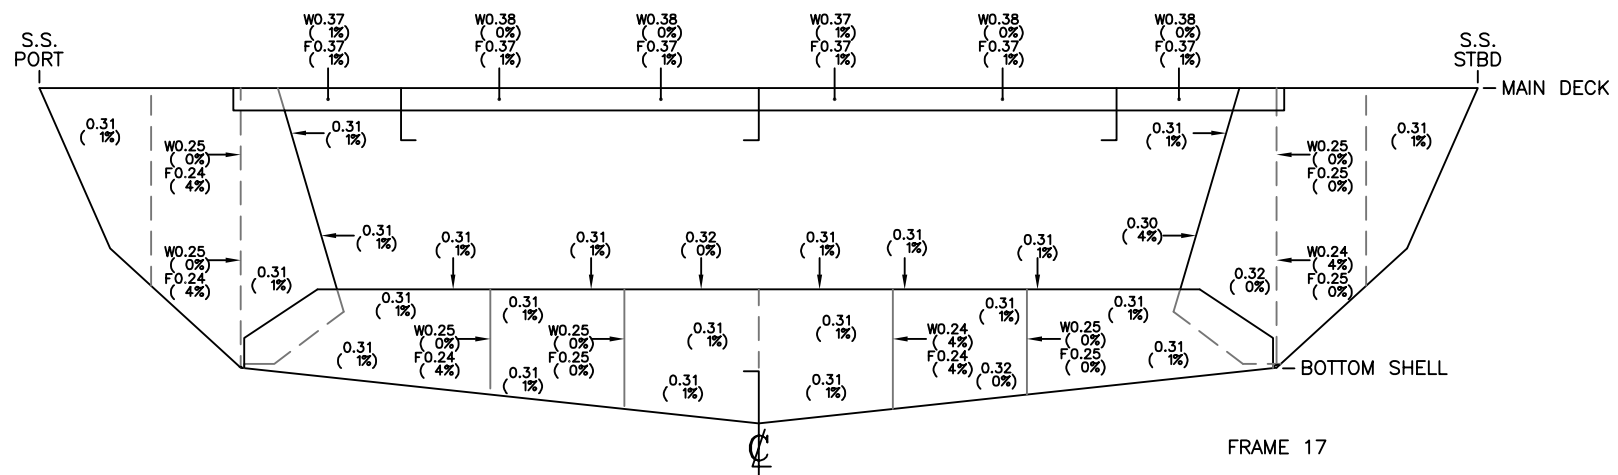 W0.37
( 1%)
F0.37
( 1%)
W0.38
( 0%)
F0.37
( 1%)
W0.38
( 0%)
F0.37
( 1%)
W0.37
( 1%)
F0.37
( 1%)
W0.38
( 0%)
F0.37
( 1%)
W0.38
( 0%)
F0.37
( 1%)
S.S.
PORT
S.S.
STBD
MAIN DECK
0.31
( 1%)
0.31
( 1%)
0.31
( 1%)
0.31
( 1%)
W0.25
( 0%)
F0.24
( 4%)
W0.25
( 0%)
F0.25
( 0%)
0.31
( 1%)
0.31
( 1%)
0.31
( 1%)
0.32
( 0%)
0.31
( 1%)
0.31
( 1%)
0.31
( 1%)
0.30
( 4%)
W0.25
( 0%)
F0.24
( 4%)
0.31
( 1%)
0.32
( 0%)
W0.24
( 4%)
F0.25
( 0%)
0.31
( 1%)
0.31
( 1%)
0.31
( 1%)
0.31
( 1%)
W0.25
( 0%)
F0.24
( 4%)
W0.25
( 0%)
F0.25
( 0%)
0.31
( 1%)
0.31
( 1%)
W0.24
( 4%)
F0.24
( 4%)
W0.25
( 0%)
F0.25
( 0%)
0.31
( 1%)
0.31
( 1%)
0.31
( 1%)
0.31
( 1%)
0.31
( 1%)
0.32
( 0%)
BOTTOM SHELL
FRAME 17